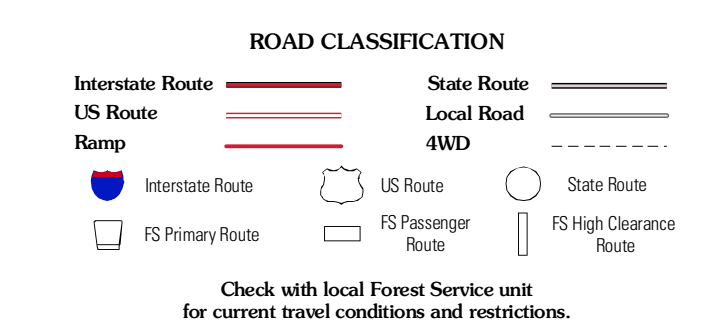 ROAD CLASSIFICATION
Interstate Route
State Route
US Route
Local Road
Ramp
4WD
Interstate Route
US Route
State Route
FS Primary Route
FS Passenger
Route
FS High Clearance
Route
Check with local Forest Service unit
for current travel conditions and restrictions.